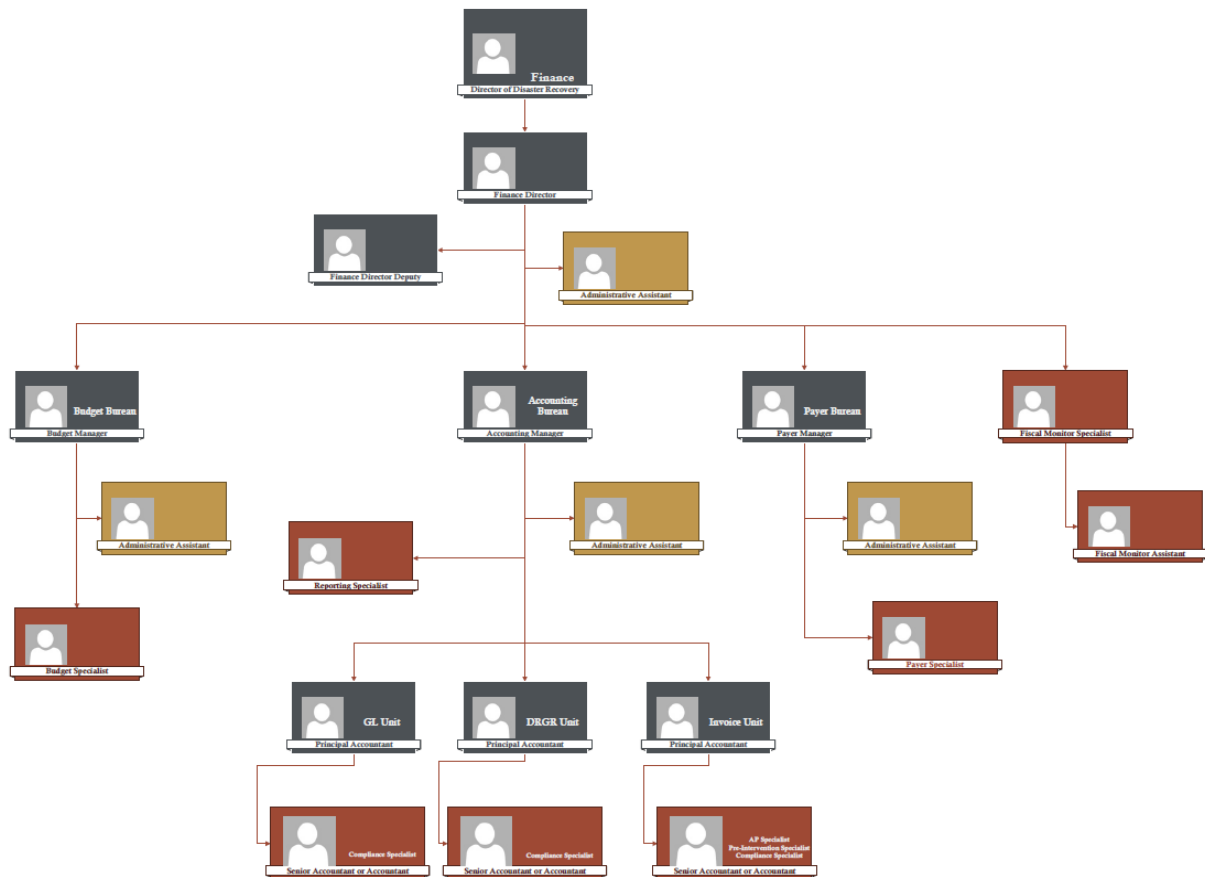 Finance
Director of Disaster Recovery
Finance Director
Finance Director Deputy
Administrative Assistant
Budget Bureau
Budget Manager
Accounting
Bureau
Accounting Manager
Payer Bureau
Payer Manager
Fiscal Monitor Specialist
Administrative Assistant
Reporting Specialist
Administrative Assistant
Administrative Assistant
Fiscal Monitor Assistant
Budget Specialist
Payer Specialist
GL Unit
Principal Accountant
DRGR Unit
Principal Accountant
Invoice Unit
Principal Accountant
Compliance Specialist
Senior Accountant or Accountant
Compliance Specialist
Senior Accountant or Accountant
AP Specialist
Pre-Intervention Specialist
Compliance Specialist
Senior Accountant or Accountant